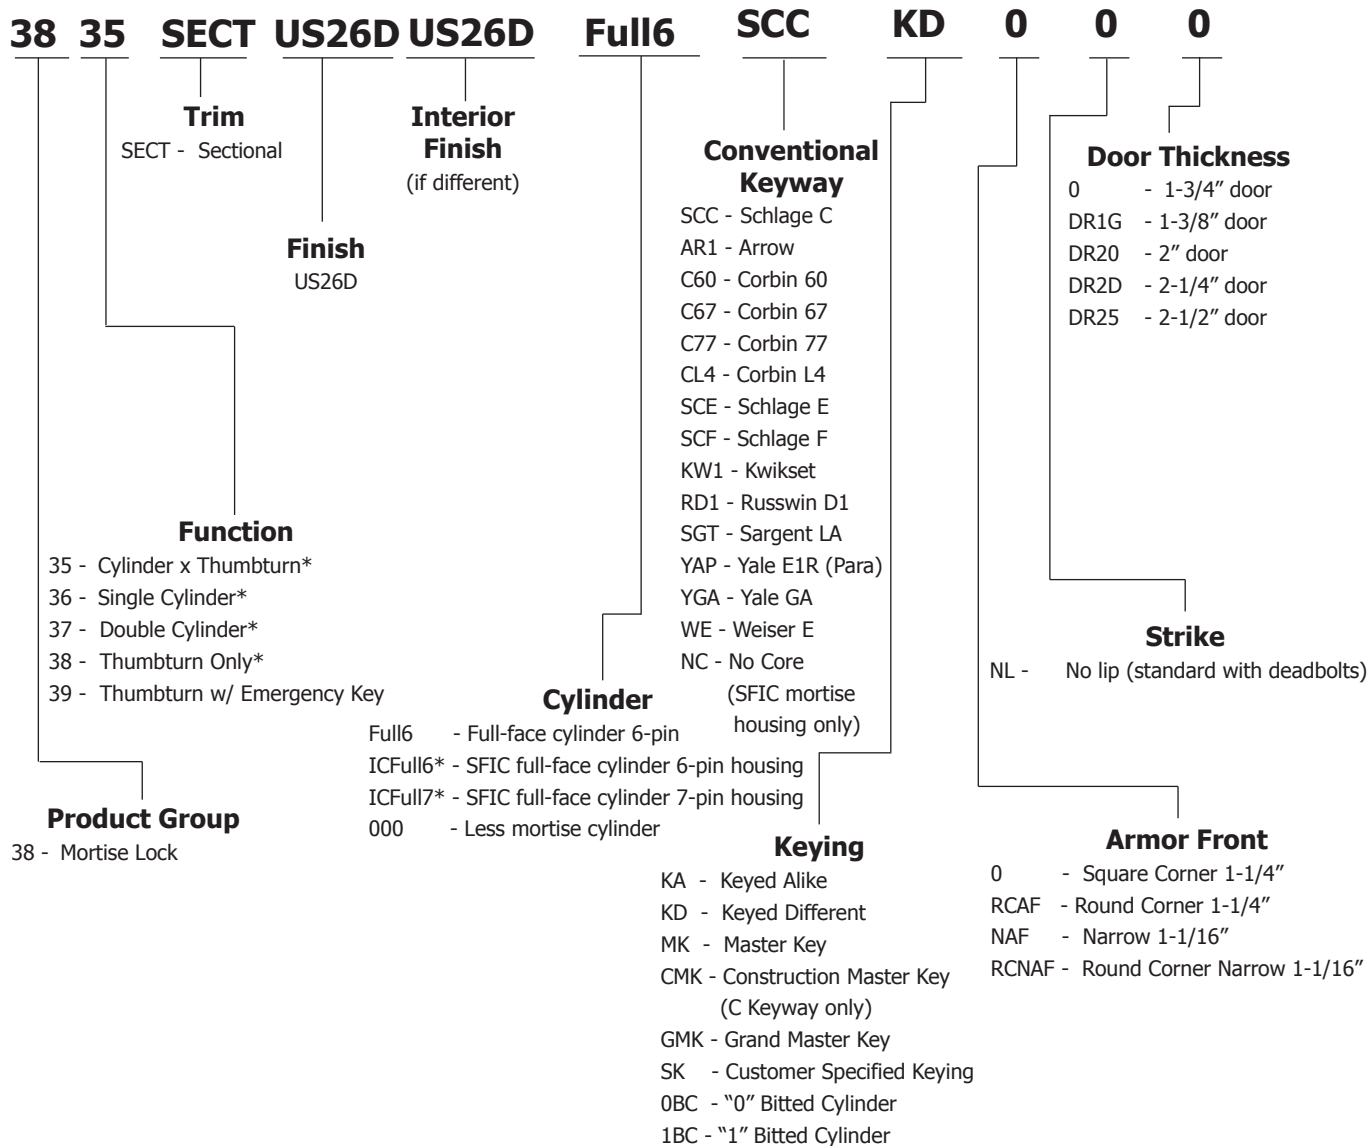 38 35 SECT US26D US26D Full6 SCC KD 0 0 0
Trim
SECT - Sectional
Finish
US26D
Interior
Finish
(if different)
Conventional
Keyway
SCC - Schlage C
AR1 - Arrow
C60 - Corbin 60
C67 - Corbin 67
C77 - Corbin 77
CL4 - Corbin L4
SCE - Schlage E
SCF - Schlage F
KW1 - Kwikset
RD1 - Russwin D1
SGT - Sargent LA
YAP - Yale E1R (Para)
YGA - Yale GA
WE - Weiser E
NC - No Core
(SFIC mortise
housing only)
Door Thickness
0 - 1-3/4" door
DR1G - 1-3/8" door
DR20 - 2" door
DR2D - 2-1/4" door
DR25 - 2-1/2" door
Function
35 - Cylinder x Thumbturn*
36 - Single Cylinder*
37 - Double Cylinder*
38 - Thumbturn Only*
39 - Thumbturn w/ Emergency Key
Strike
NL - No lip (standard with deadbolts)
Cylinder
Full6 - Full-face cylinder 6-pin
ICFull6* - SFIC full-face cylinder 6-pin housing
ICFull7* - SFIC full-face cylinder 7-pin housing
000 - Less mortise cylinder
Product Group
38 - Mortise Lock
Keying
KA - Keyed Alike
KD - Keyed Different
MK - Master Key
CMK - Construction Master Key
(C Keyway only)
GMK - Grand Master Key
SK - Customer Specified Keying
0BC - "0" Bitted Cylinder
1BC - "1" Bitted Cylinder
Armor Front
0 - Square Corner 1-1/4"
RCAF - Round Corner 1-1/4"
NAF - Narrow 1-1/16"
RCNAF - Round Corner Narrow 1-1/16"